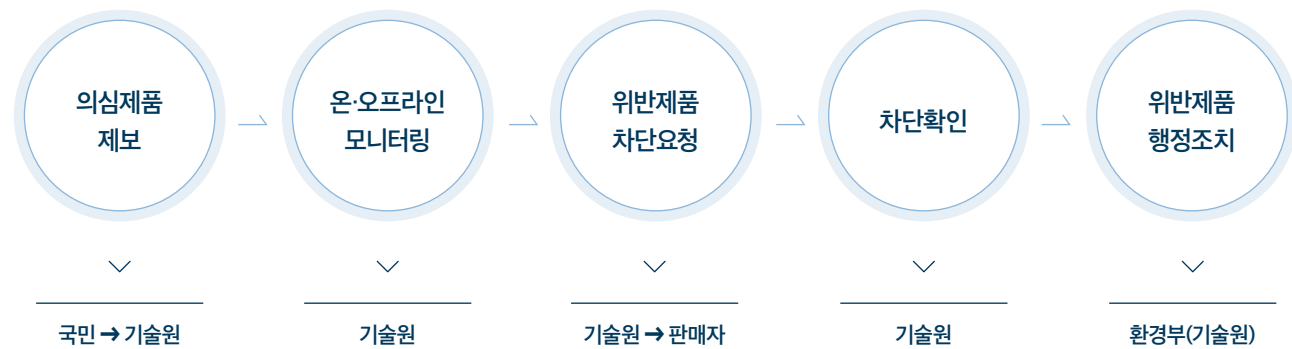 의심제품
제보
온·오프라인
모니터링
위반제품
차단요청
차단확인
위반제품
행정조치
국민 → 기술원
기술원
기술원 → 판매자
기술원
환경부(기술원)